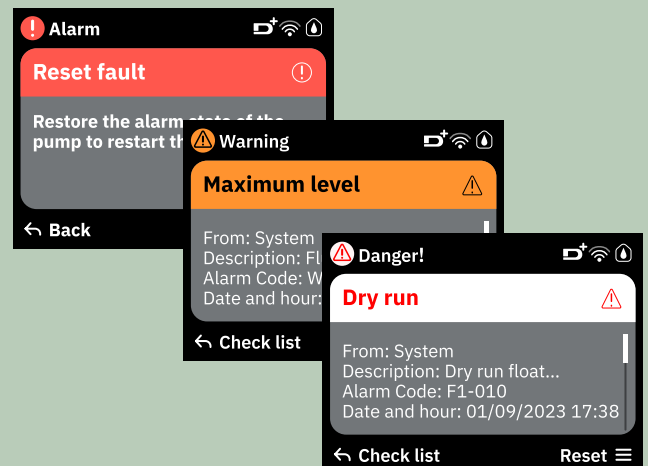 Alarm
Reset fault
Restore the alarm state of the
pump to restart th
Back
Warning
Maximum level
From: System
Description: Fl
Alarm Code: W
Date and hour:
Check list
Danger!
Dry run
From: System
Description: Dry run float...
Alarm Code: F1-010
Date and hour: 01/09/2023 17:38
Check list
Reset